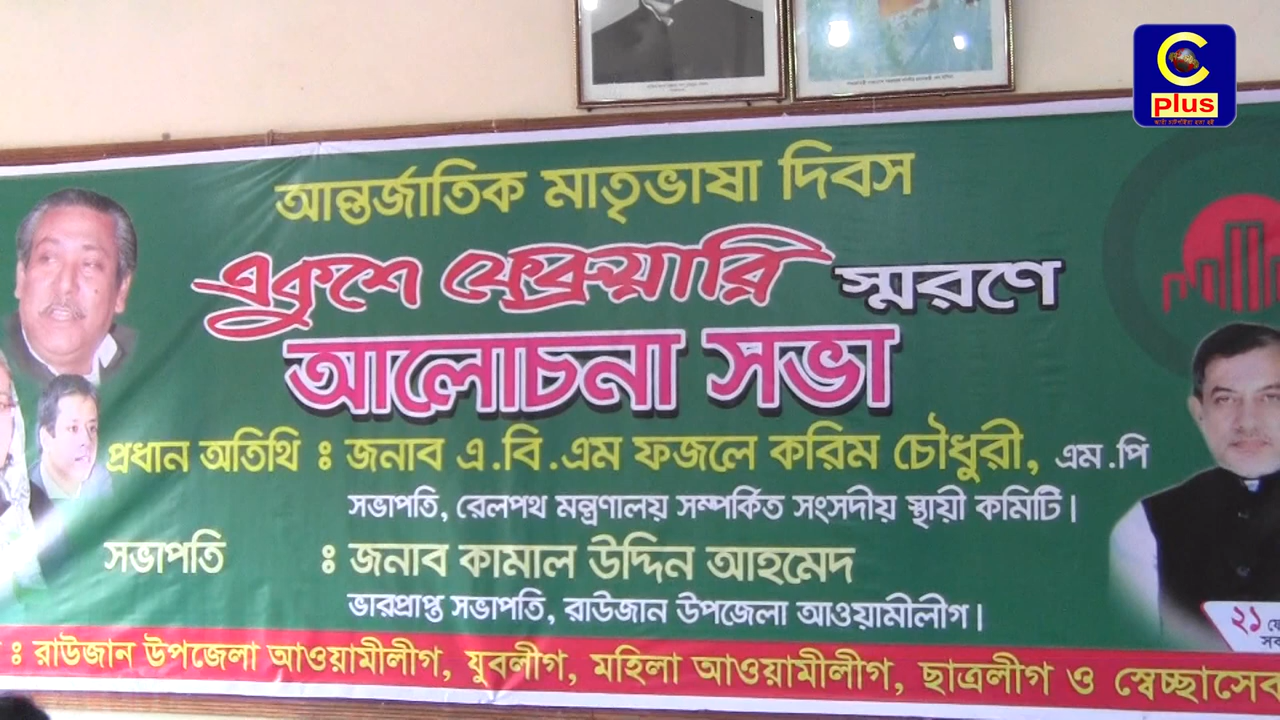 C
plus
আন্তর্জাতিক মাতৃভাষা দিবস
একুশে ফেব্রুয়ারি স্মরণে
আলোচনা সভা
প্রধান অতিথি : জনাব এ.বি.এম ফজলে করিম চৌধুরী, এম.পি
সভাপতি, রেলপথ মন্ত্রণালয় সম্পর্কিত সংসদীয় স্থায়ী কমিটি।
সভাপতি : জনাব কামাল উদ্দিন আহমেদ
ভারপ্রাপ্ত সভাপতি, রাউজান উপজেলা আওয়ামীলীগ।
২১ ফে
: রাউজান উপজেলা আওয়ামীলীগ, যুবলীগ, মহিলা আওয়ামীলীগ, ছাত্রলীগ ও স্বেচ্ছাসেব